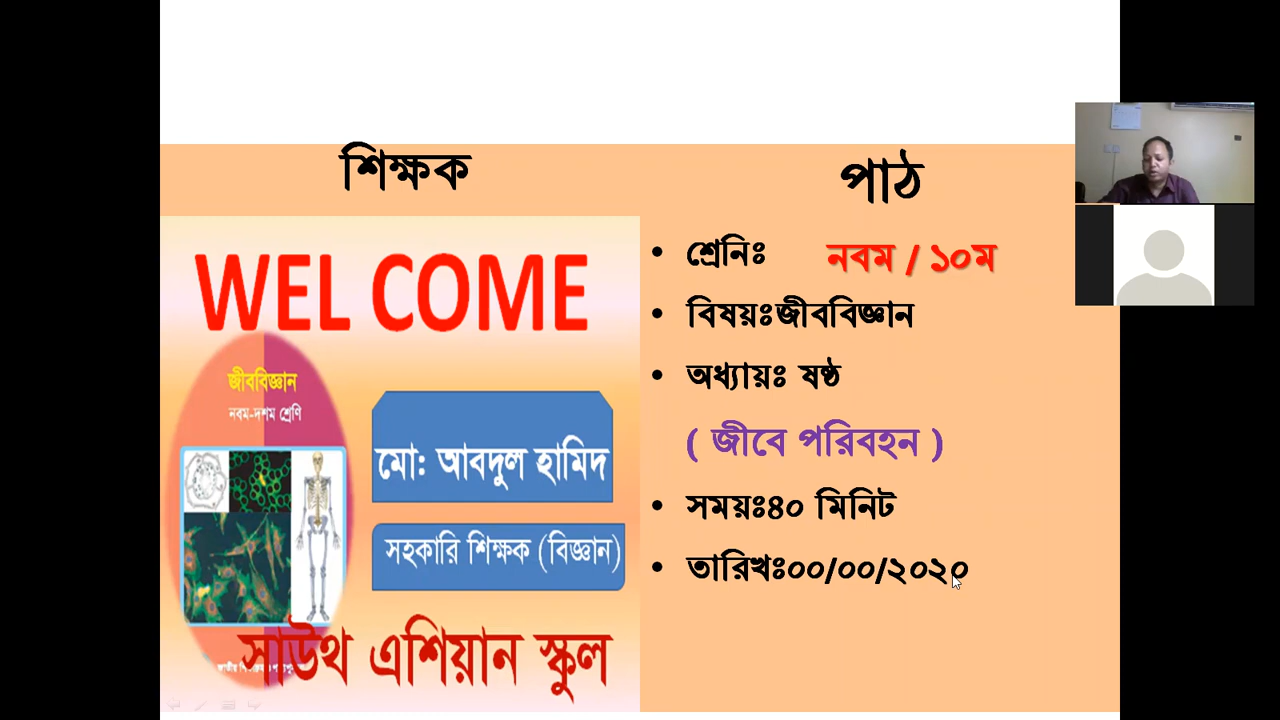 শিক্ষক
WEL COME
জীববিজ্ঞান
নবম-দশম শ্রেণি
মো: আবদুল হামিদ
সহকারি শিক্ষক (বিজ্ঞান)
সাউথ এশিয়ান স্কুল
পাঠ
• শ্রেনিঃ নবম / ১০ম
• বিষয়ঃজীববিজ্ঞান
• অধ্যায়ঃ ষষ্ঠ
( জীবে পরিবহন )
• সময়ঃ৪০ মিনিট
• তারিখঃ০০/০০/২০২০